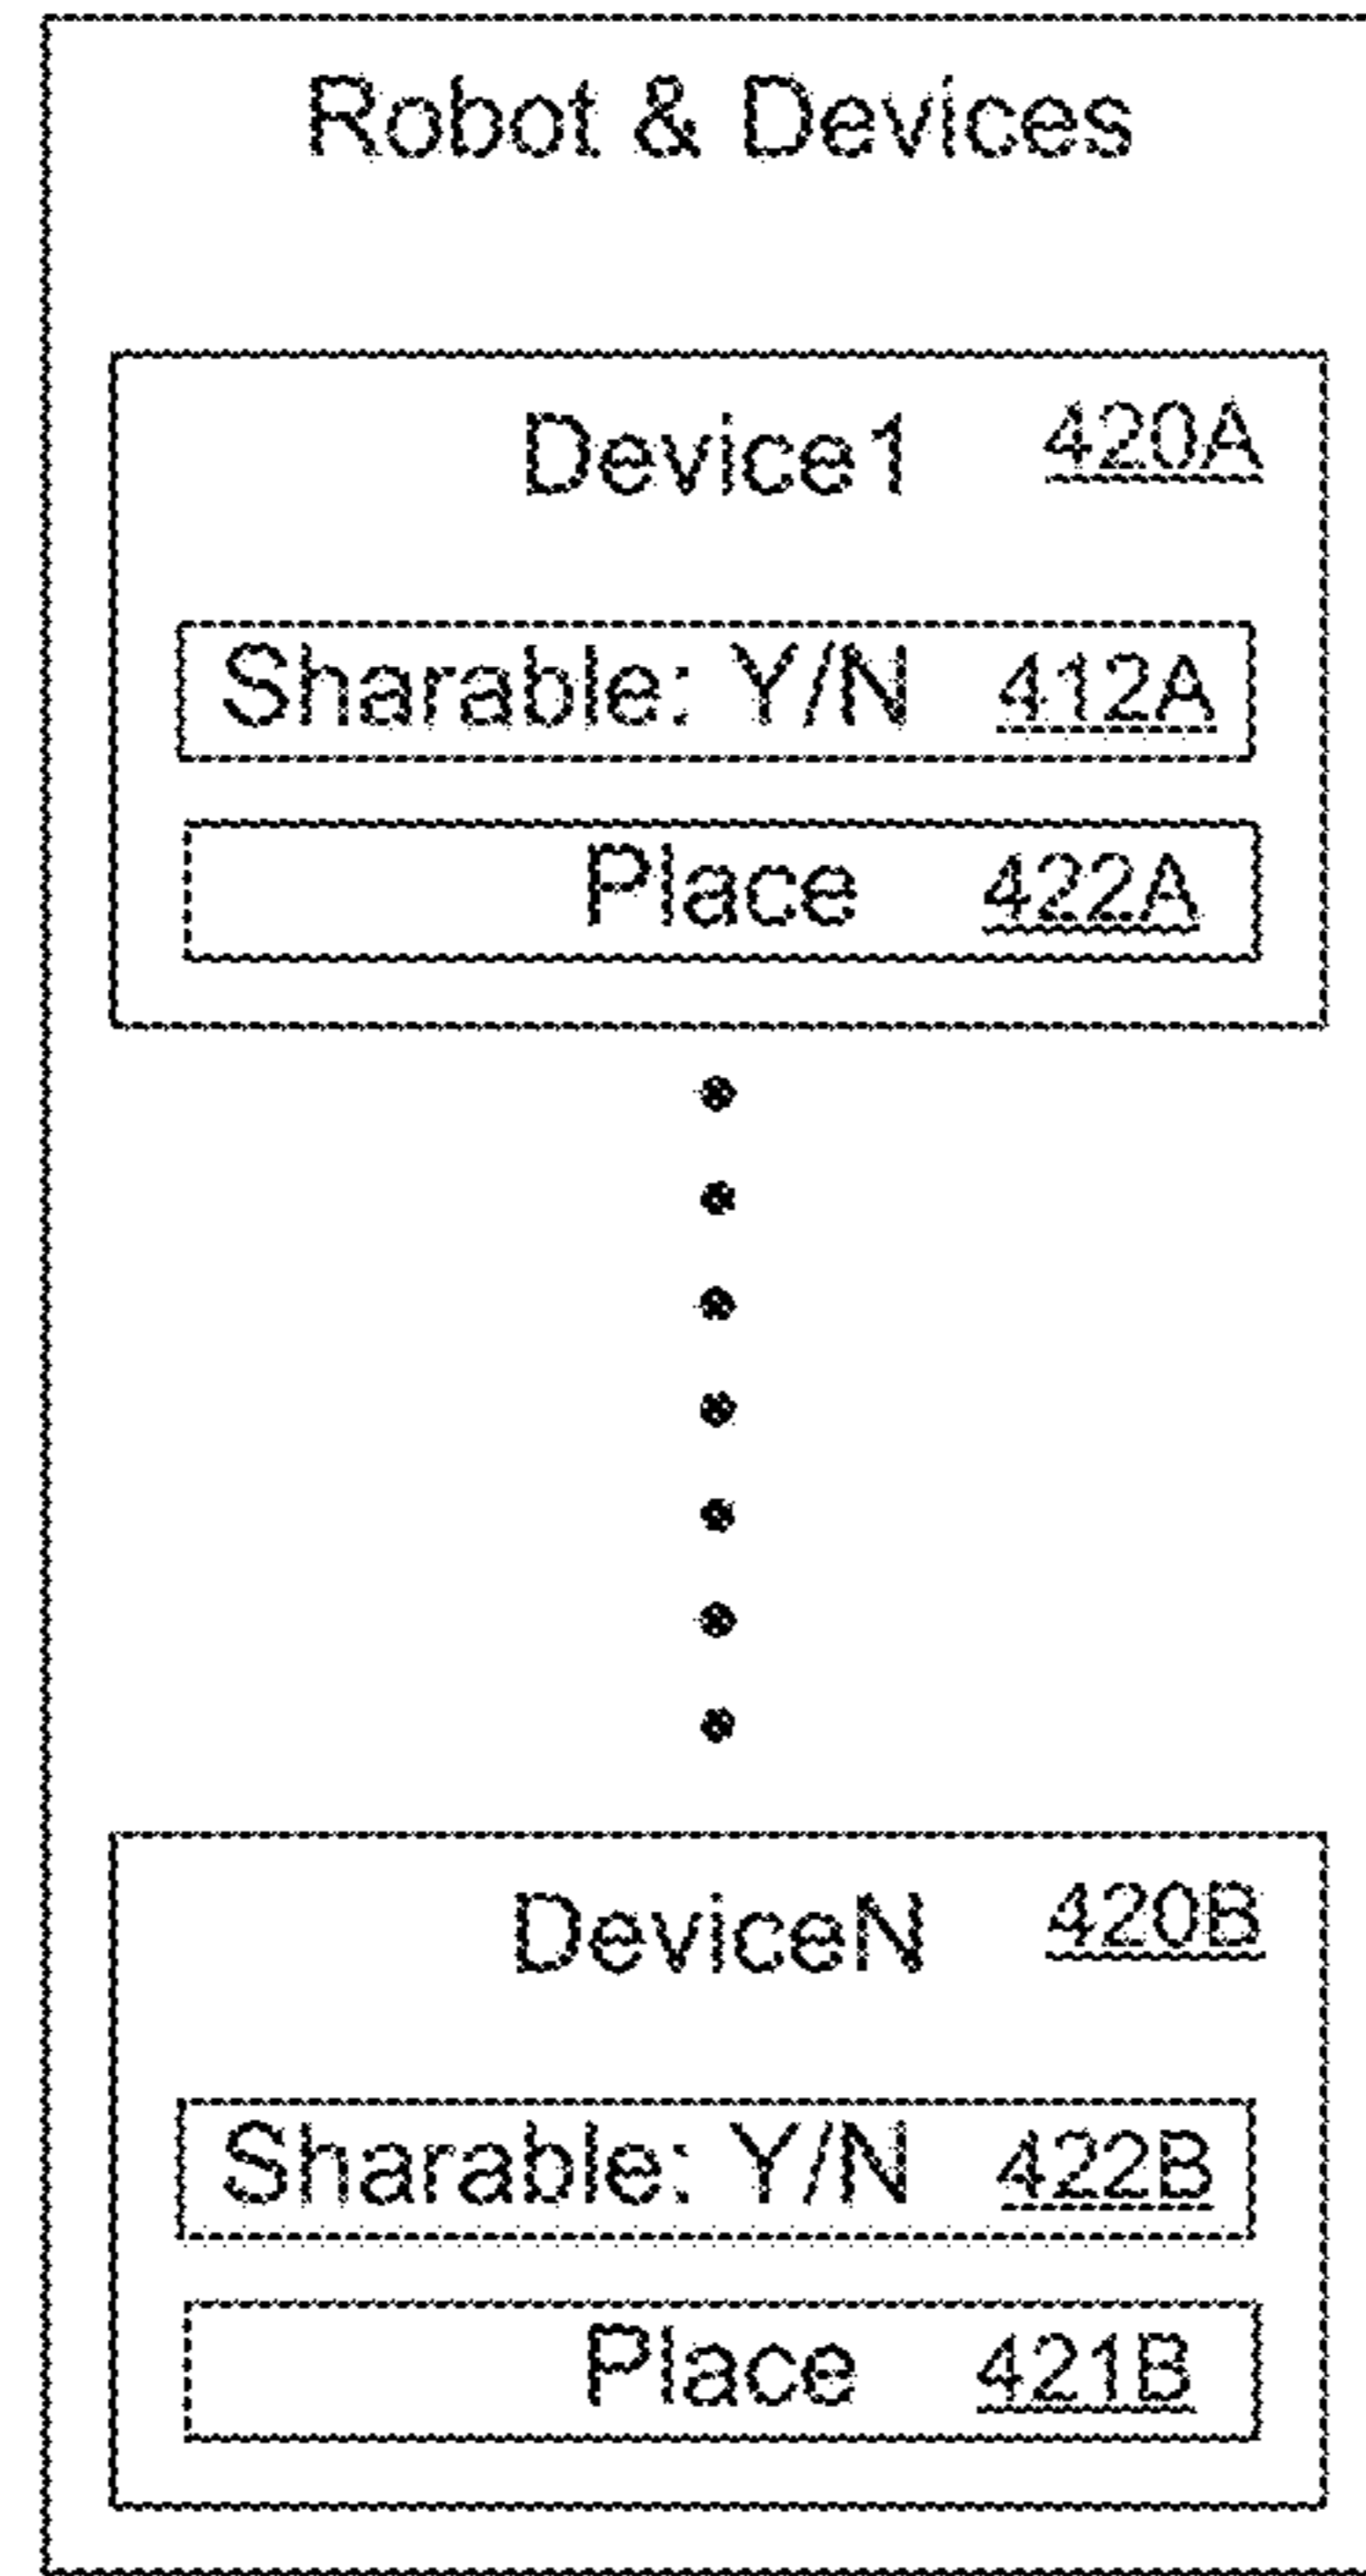 Robot & Devices
Device1 420A
Sharable: Y/N 412A
Place 422A
DeviceN 420B
Sharable: Y/N 422B
Place 421B